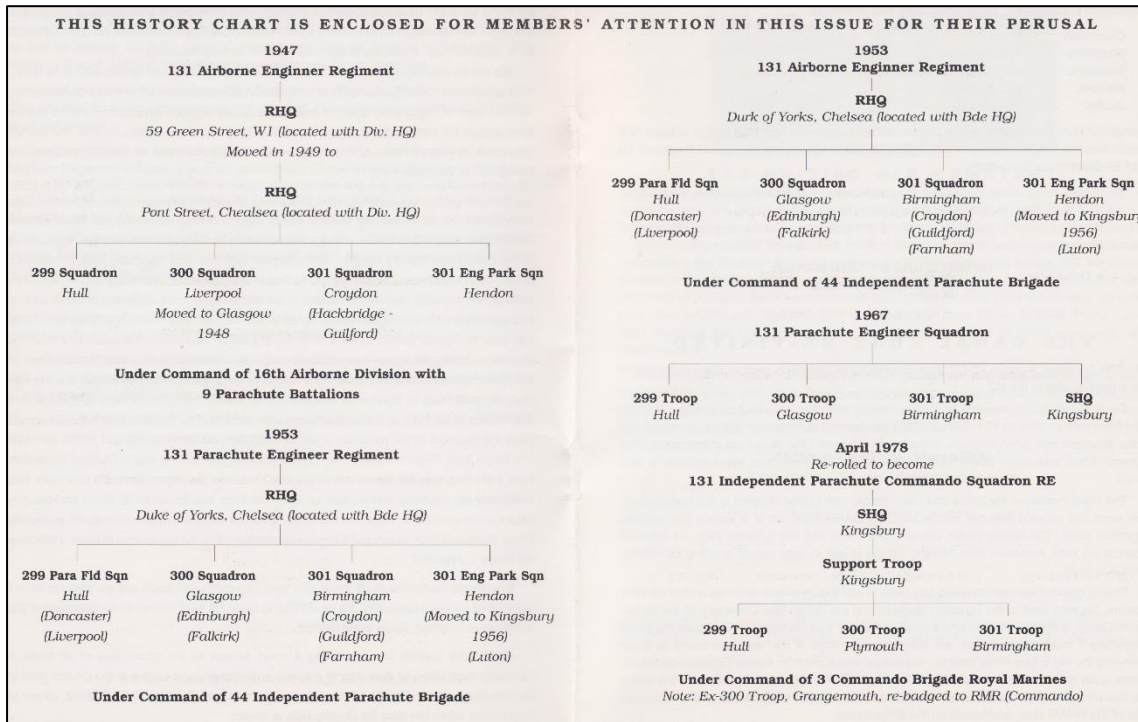 THIS HISTORY CHART IS ENCLOSED FOR MEMBERS' ATTENTION IN THIS ISSUE FOR THEIR PERUSAL
1947
131 Airborne Enginner Regiment
RHQ
59 Green Street, W1 (located with Div. HQ)
Moved in 1949 to
RHQ
Pont Street, Chealsea (located with Div. HQ)
299 Squadron
Hull
300 Squadron
Liverpool
Moved to Glasgow
1948
301 Squadron
Croydon
(Hackbridge -
Guilford)
301 Eng Park Sqn
Hendon
Under Command of 16th Airborne Division with
9 Parachute Battalions
1953
131 Parachute Engineer Regiment
RHQ
Duke of Yorks, Chelsea (located with Bde HQ)
299 Para Fld Sqn
Hull
(Doncaster)
(Liverpool)
300 Squadron
Glasgow
(Edinburgh)
(Falkirk)
301 Squadron
Birmingham
(Croydon)
(Guildford)
(Farnham)
301 Eng Park Sqn
Hendon
(Moved to Kingsbury
1956)
(Luton)
Under Command of 44 Independent Parachute Brigade
1953
131 Airborne Enginner Regiment
RHQ
Durk of Yorks, Chelsea (located with Bde HQ)
299 Para Fld Sqn
Hull
(Doncaster)
(Liverpool)
300 Squadron
Glasgow
(Edinburgh)
(Falkirk)
301 Squadron
Birmingham
(Croydon)
(Guildford)
(Farnham)
301 Eng Park Sqn
Hendon
(Moved to Kingsbury
1956)
(Luton)
Under Command of 44 Independent Parachute Brigade
1967
131 Parachute Engineer Squadron
299 Troop
Hull
300 Troop
Glasgow
301 Troop
Birmingham
SHQ
Kingsbury
April 1978
Re-rolled to become
131 Independent Parachute Commando Squadron RE
SHQ
Kingsbury
Support Troop
Kingsbury
299 Troop
Hull
300 Troop
Plymouth
301 Troop
Birmingham
Under Command of 3 Commando Brigade Royal Marines
Note: Ex-300 Troop, Grangemouth, re-badged to RMR (Commando)